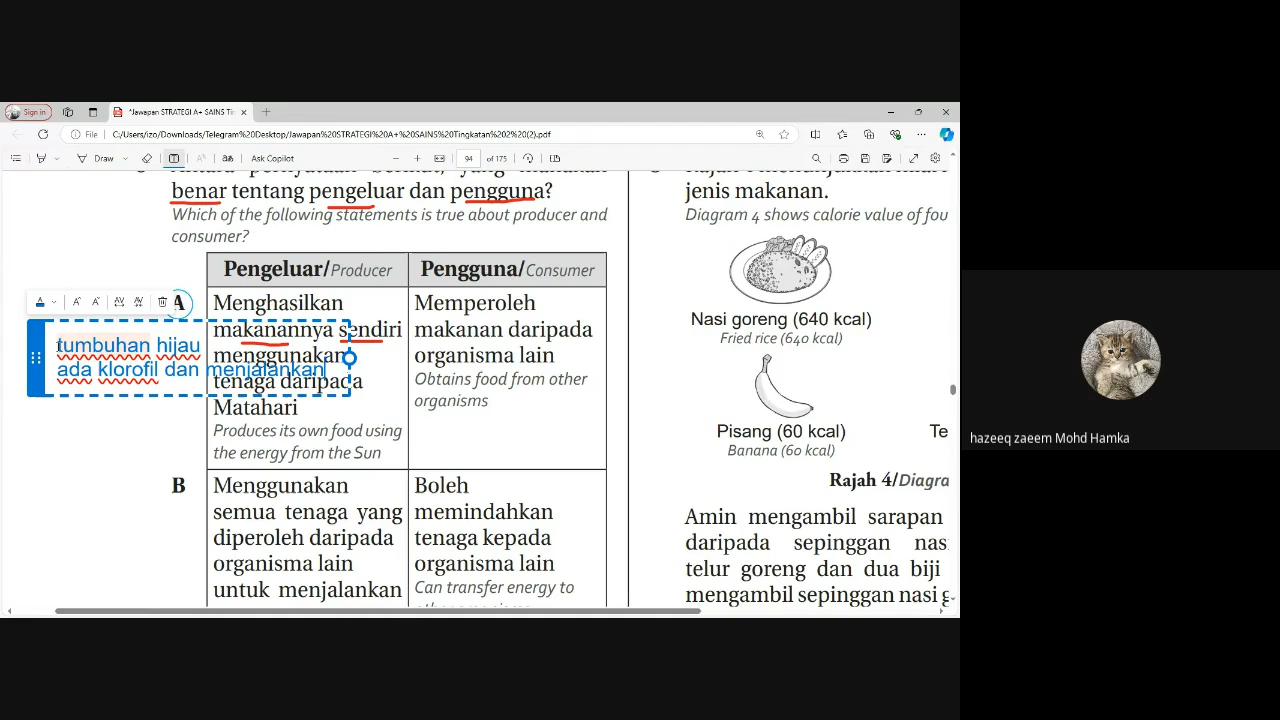 Sign in
*Jawapan STRATEGI A+ SAINS Tin
File
C:/Users/izo/Downloads/Telegram%20Desktop/Jawapan%20STRATEGI%20A+%20SAINS%20Tingkatan%202%20(2).pdf
Draw
Ask Copilot
94 of 175
benar tentang pengeluar dan pengguna?
Which of the following statements is true about producer and
consumer?
Pengeluar/Producer
Pengguna/Consumer
A
Menghasilkan
makanannya sendiri
menggunakan
tenaga daripada
Matahari
Produces its own food using
the energy from the Sun
Memperoleh
makanan daripada
organisma lain
Obtains food from other
organisms
tumbuhan hijau
ada klorofil dan menjalankan
B
Menggunakan
semua tenaga yang
diperoleh daripada
organisma lain
untuk menjalankan
Boleh
memindahkan
tenaga kepada
organisma lain
Can transfer energy to
jenis makanan.
Diagram 4 shows calorie value of fou
Nasi goreng (640 kcal)
Fried rice (640 kcal)
Pisang (60 kcal)
Banana (60 kcal)
Te
Rajah 4/Diagra
Amin mengambil sarapan
daripada sepinggan nas
telur goreng dan dua biji
mengambil sepinggan nasi g
hazeeq zaeem Mohd Hamka